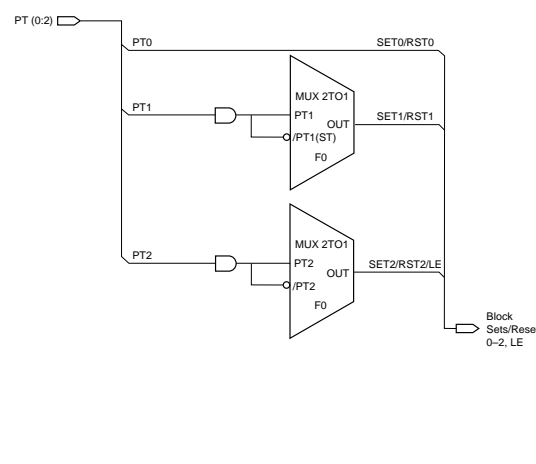 PT (0:2)
PT0
SET0/RST0
MUX 2TO1
PT1
PT1
OUT
SET1/RST1
/PT1(ST)
F0
MUX 2TO1
PT2
PT2
OUT
SET2/RST2/LE
/PT2
F0
Block
Sets/Rese
0–2, LE